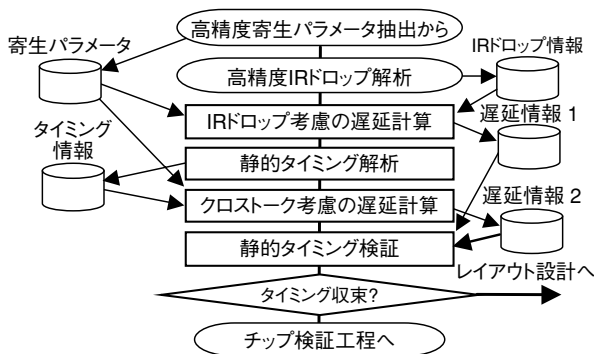 高精度寄生パラメータ抽出から
寄生パラメータ
IRドロップ情報
高精度IRドロップ解析
IRドロップ考慮の遅延計算
遅延情報 1
タイミング
情報
静的タイミング解析
クロストーク考慮の遅延計算
遅延情報 2
静的タイミング検証
レイアウト設計へ
タイミング収束?
チップ検証工程へ